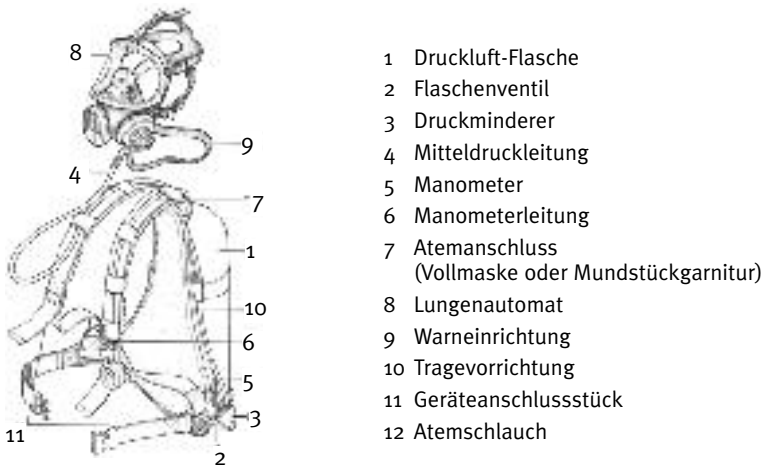 8
9
4
7
1
10
6
5
3
11
2
1 Druckluft-Flasche
2 Flaschenventil
3 Druckminderer
4 Mitteldruckleitung
5 Manometer
6 Manometerleitung
7 Atemanschluss
(Vollmaske oder Mundstückgarnitur)
8 Lungenautomat
9 Warneinrichtung
10 Tragevorrichtung
11 Geräteanschlussstück
12 Atemschlauch